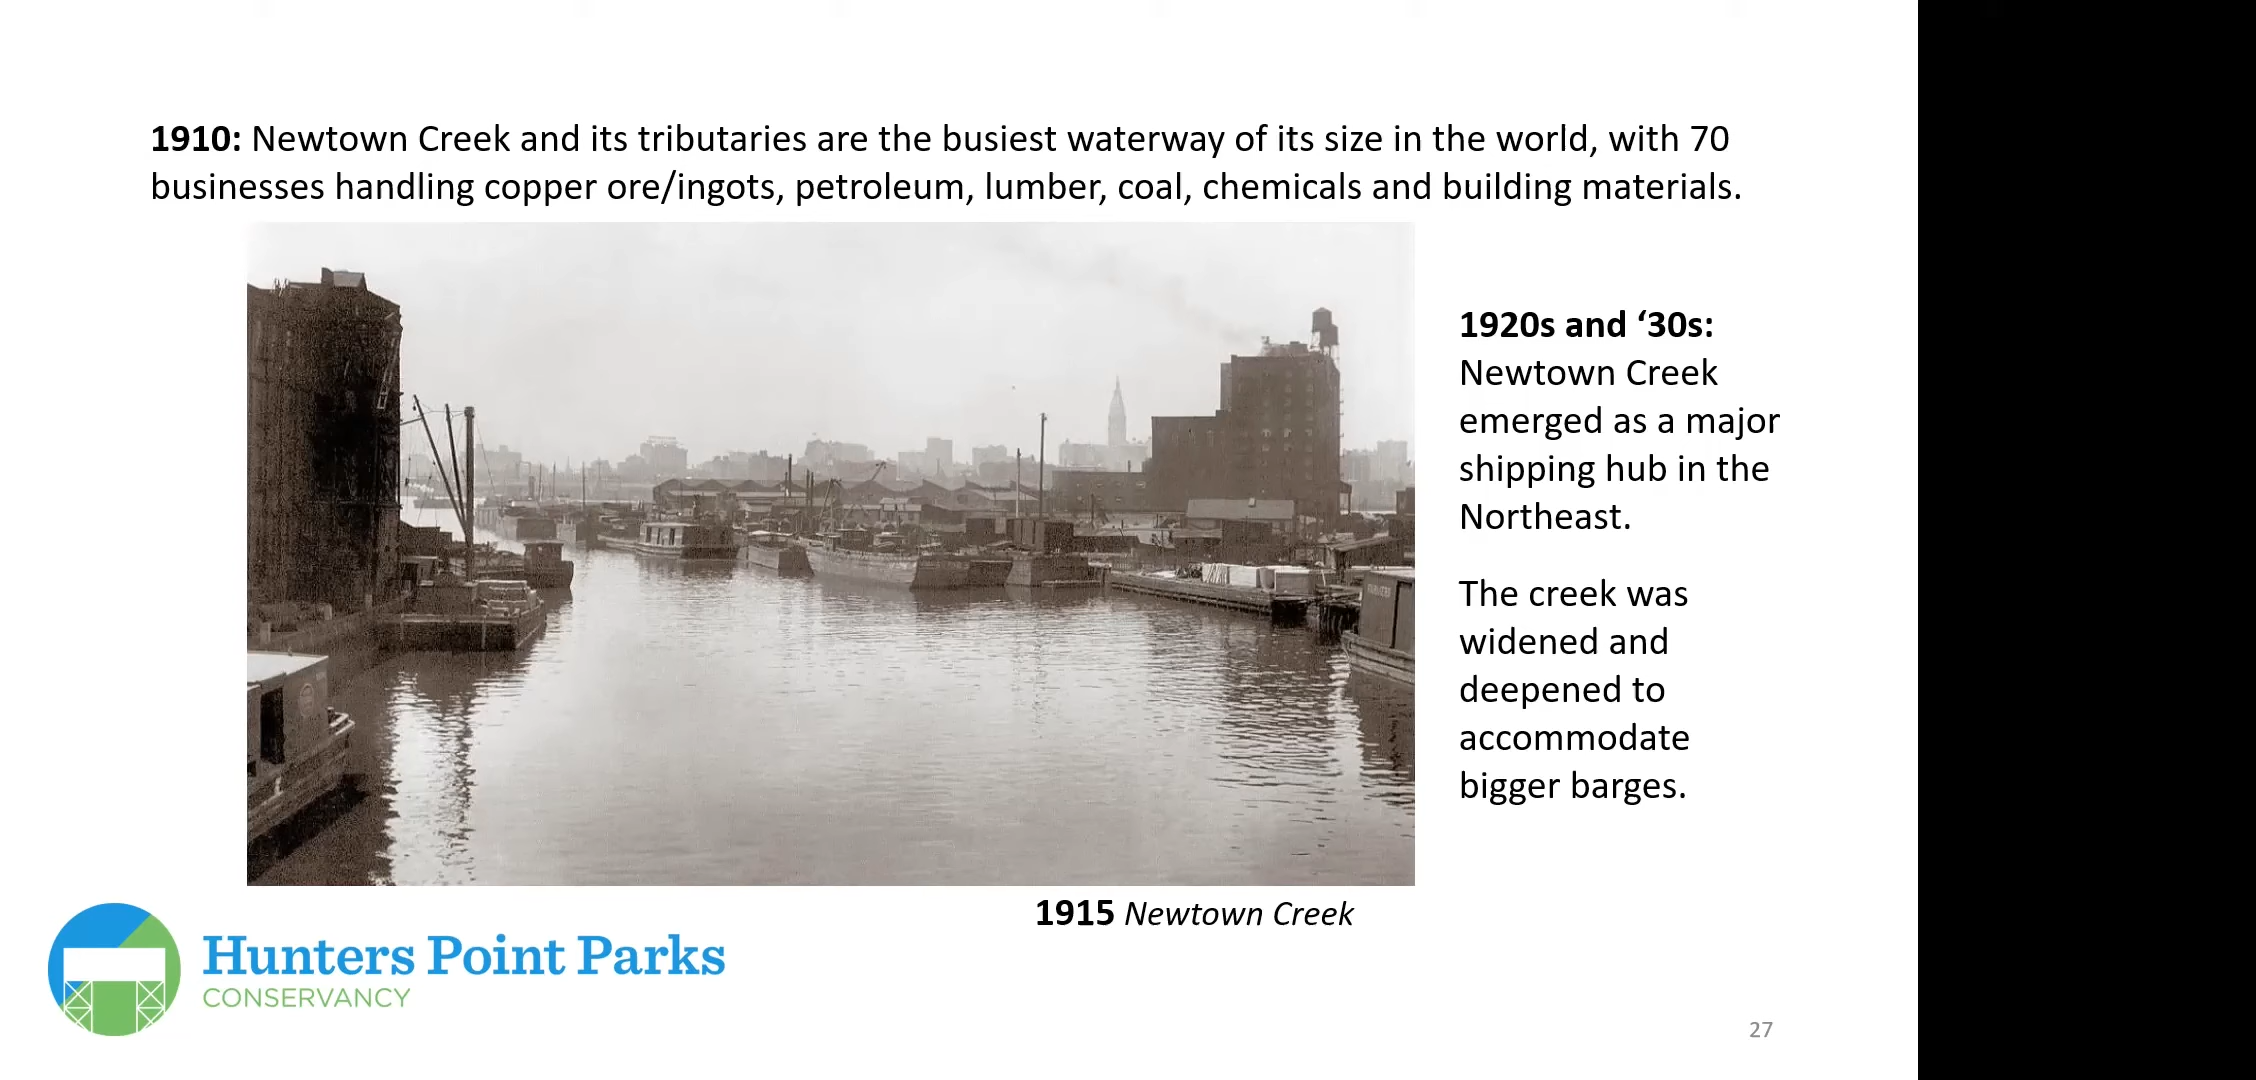 1910: Newtown Creek and its tributaries are the busiest waterway of its size in the world, with 70
businesses handling copper ore/ingots, petroleum, lumber, coal, chemicals and building materials.
1920s and ‘30s:
Newtown Creek
emerged as a major
shipping hub in the
Northeast.
The creek was
widened and
deepened to
accommodate
bigger barges.
1915 Newtown Creek
Hunters Point Parks
CONSERVANCY
27